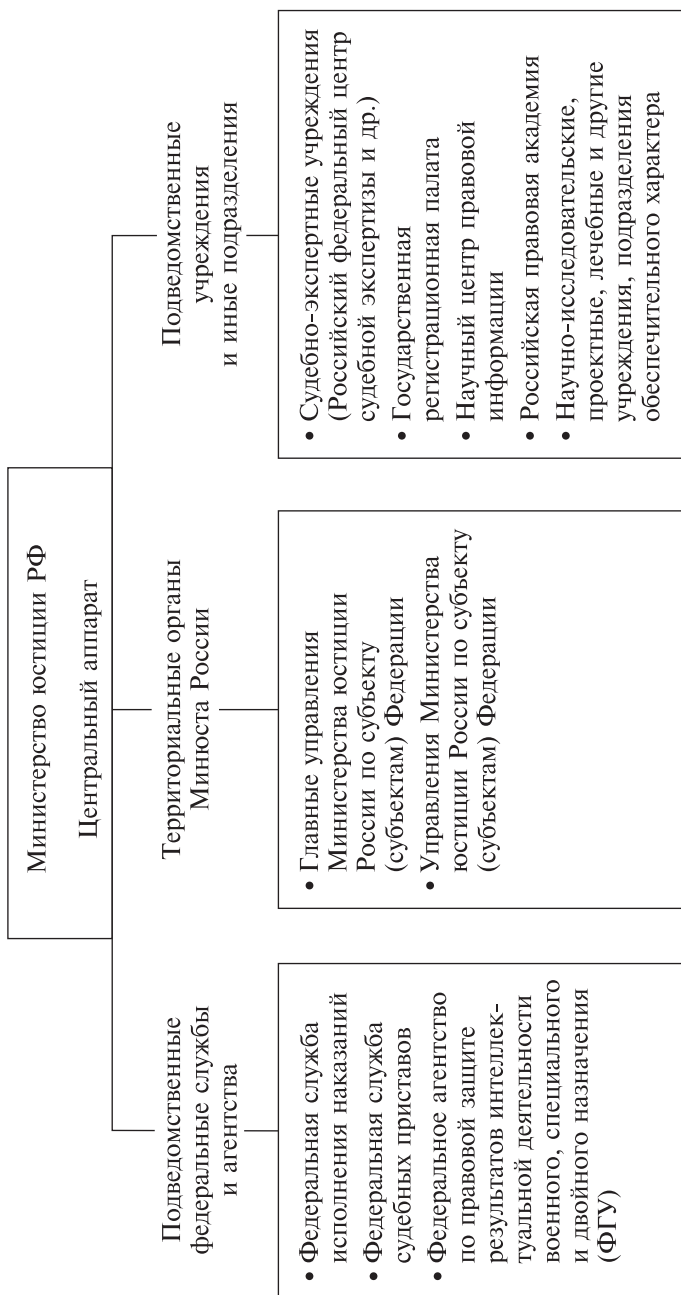 Министерство юстиции РФ
Центральный аппарат
Подведомственные
федеральные службы
и агентства
• Федеральная служба
исполнения наказаний
• Федеральная служба
судебных приставов
• Федеральное агентство
по правовой защите
результатов интеллек-
туальной деятельности
военного, специального
и двойного назначения
(ФГУ)
Территориальные органы
Минюста России
• Главные управления
Министерства юстиции
России по субъекту
(субъектам) Федерации
• Управления Министерства
юстиции России по субъекту
(субъектам) Федерации
Подведомственные
учреждения
и иные подразделения
• Судебно-экспертные учреждения
(Российский федеральный центр
судебной экспертизы и др.)
• Государственная
регистрационная палата
• Научный центр правовой
информации
• Российская правовая академия
• Научно-исследовательские,
проектные, лечебные и другие
учреждения, подразделения
обеспечительного характера